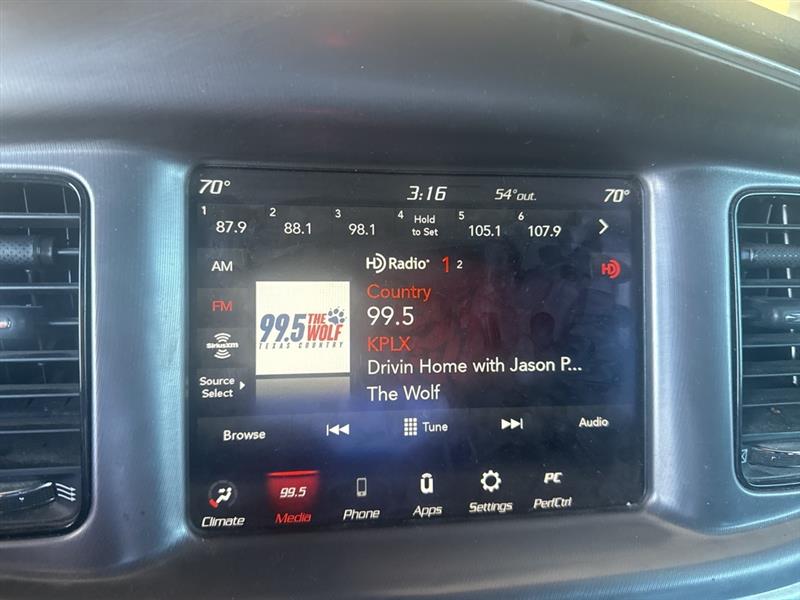 70° 3:16 54°out. 70°
1 87.9 2 88.1 3 98.1 4 Hold to Set 5 105.1 6 107.9
AM
HD Radio 1 2
HD
FM
Country
99.5 THE WOLF
TEXAS COUNTRY
99.5
KPLX
SiriusXM
Drivin Home with Jason P...
Source Select
The Wolf
Browse Tune Audio
Climate
99.5 Media
Phone
Apps
Settings
PC PerfCtrl